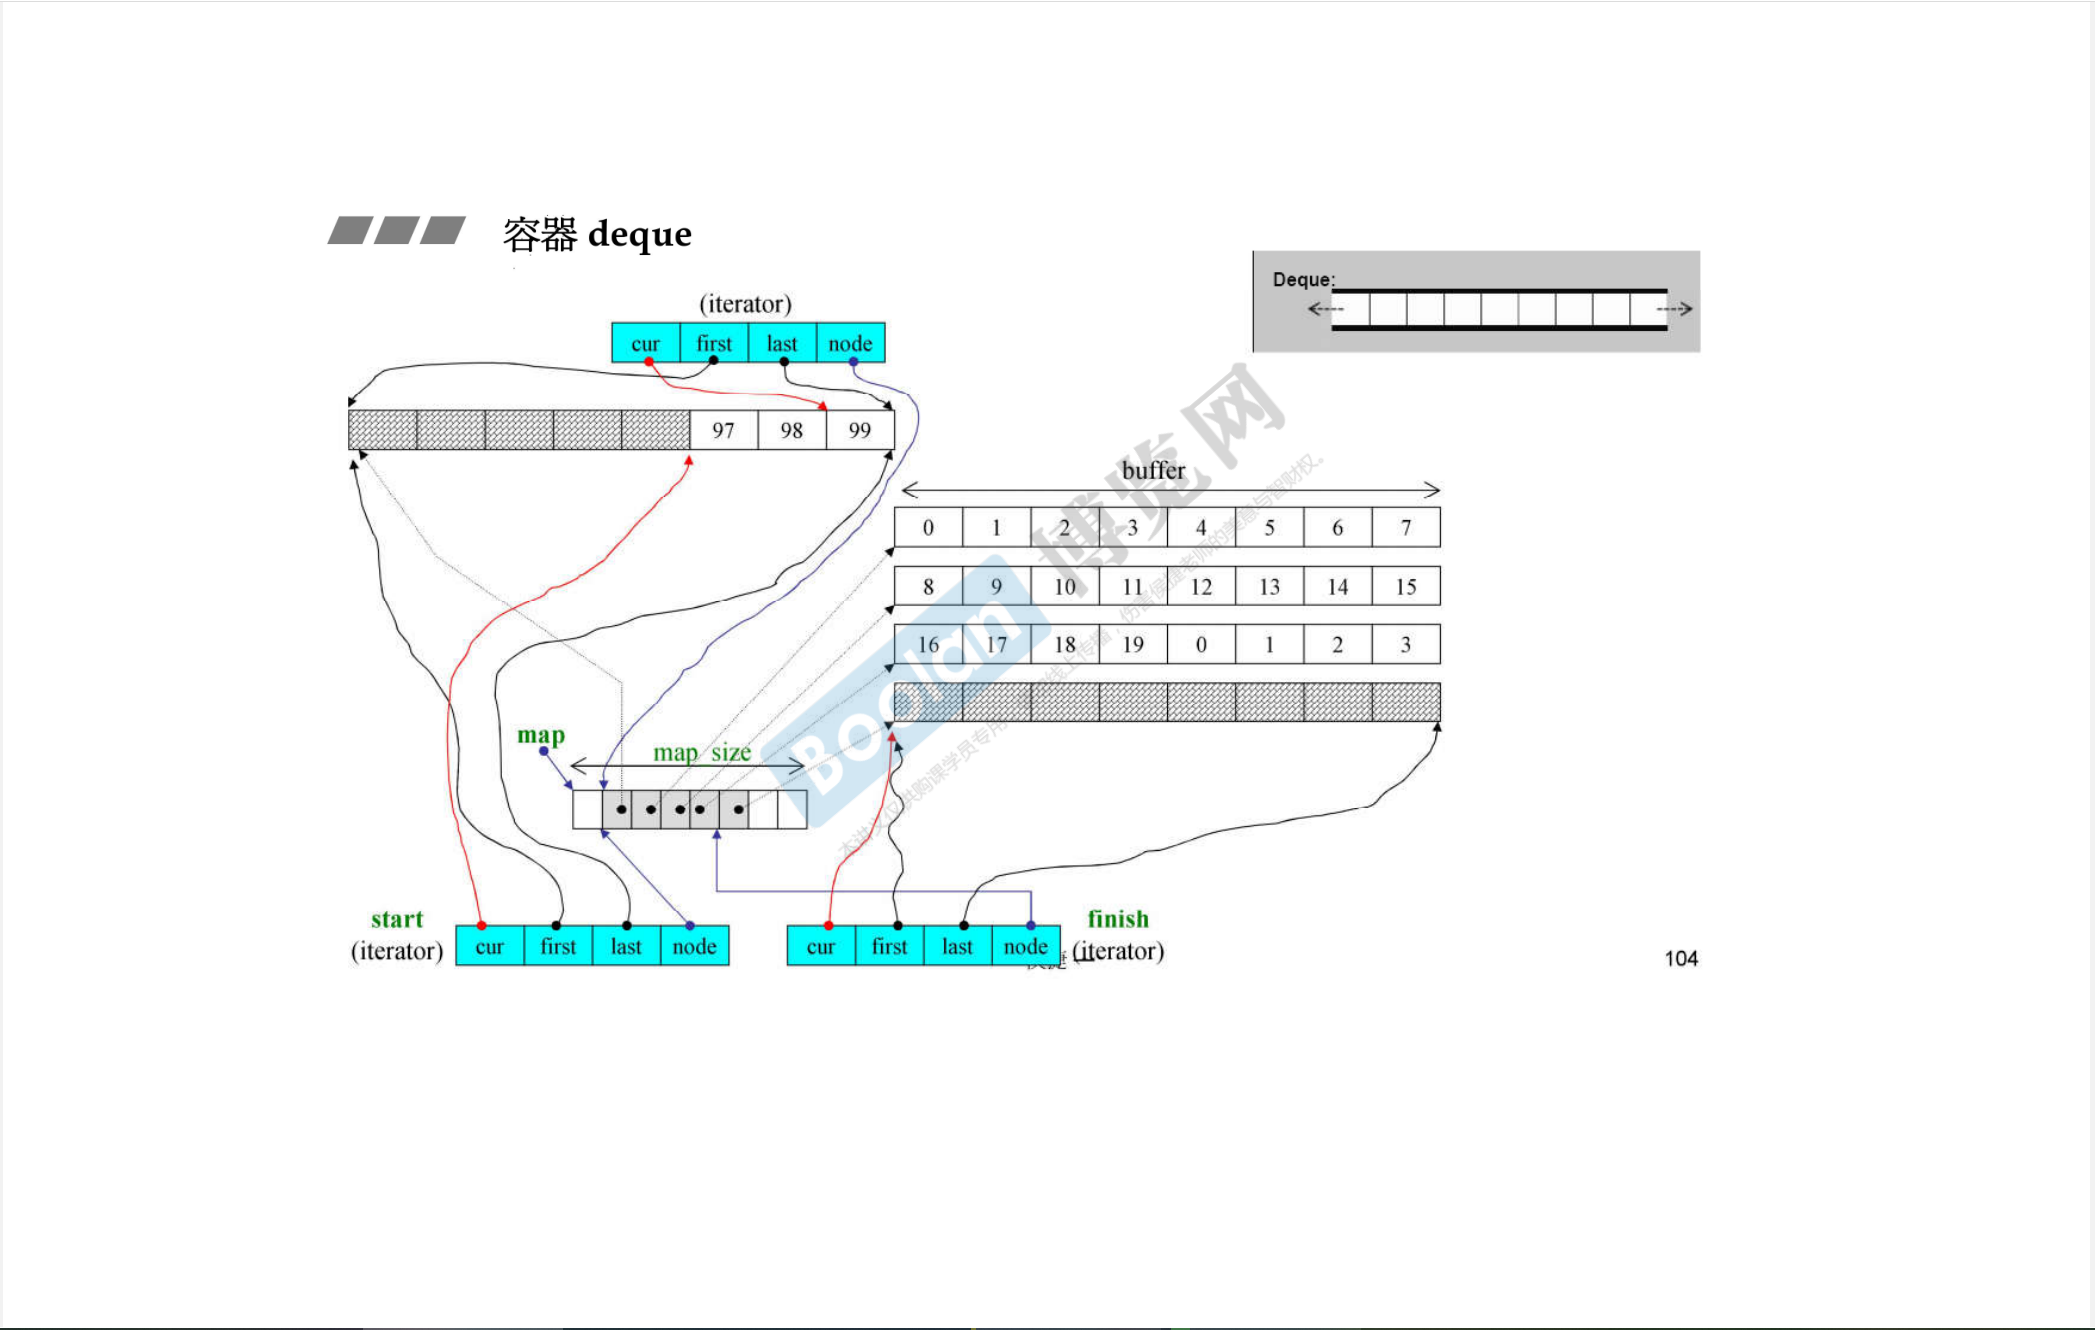 容器 deque
Deque:
(iterator)
cur first last node
97 98 99
buffer
0 1 2 3 4 5 6 7
8 9 10 11 12 13 14 15
16 17 18 19 0 1 2 3
map
map_size
start
(iterator)
cur first last node
cur first last node
finish
(iterator)
104
Boolan
博览网